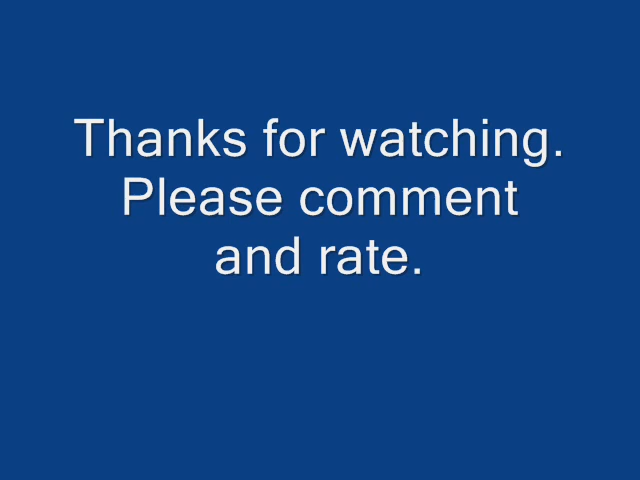 Thanks for watching.
Please comment
and rate.